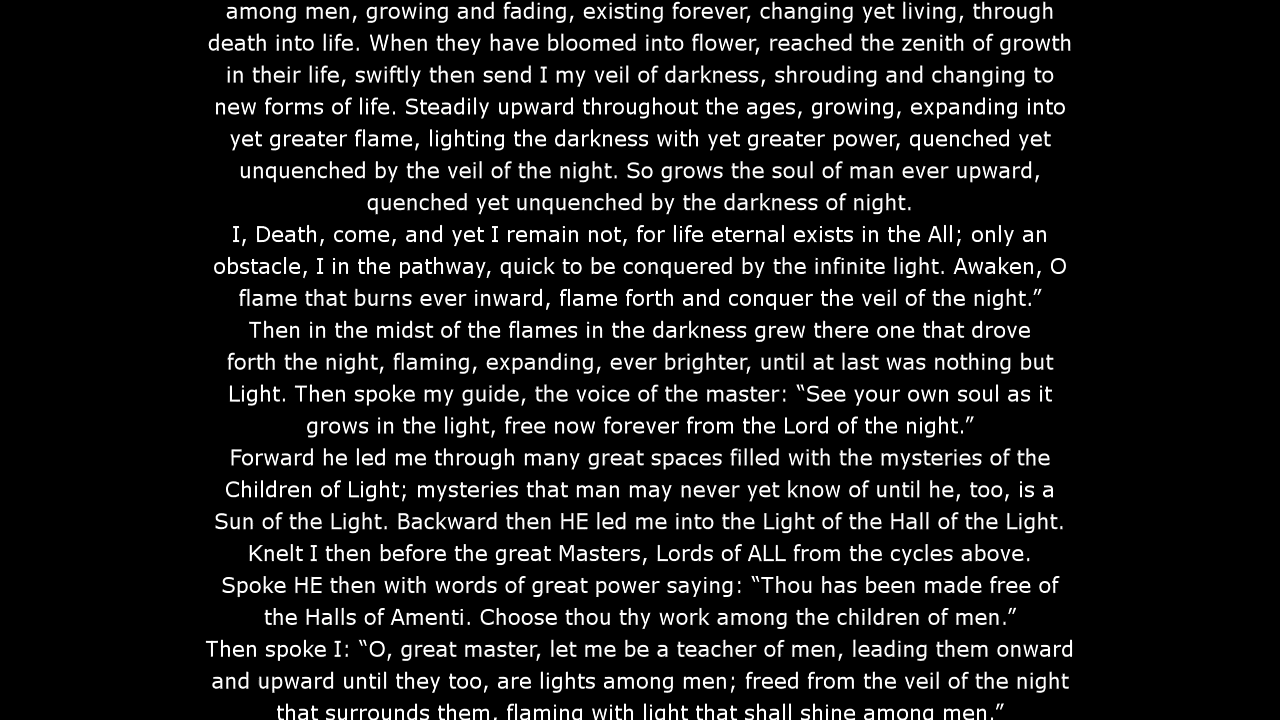 among men, growing and fading, existing forever, changing yet living, through
death into life. When they have bloomed into flower, reached the zenith of growth
in their life, swiftly then send I my veil of darkness, shrouding and changing to
new forms of life. Steadily upward throughout the ages, growing, expanding into
yet greater flame, lighting the darkness with yet greater power, quenched yet
unquenched by the veil of the night. So grows the soul of man ever upward,
quenched yet unquenched by the darkness of night.
I, Death, come, and yet I remain not, for life eternal exists in the All; only an
obstacle, I in the pathway, quick to be conquered by the infinite light. Awaken, O
flame that burns ever inward, flame forth and conquer the veil of the night.”
Then in the midst of the flames in the darkness grew there one that drove
forth the night, flaming, expanding, ever brighter, until at last was nothing but
Light. Then spoke my guide, the voice of the master: “See your own soul as it
grows in the light, free now forever from the Lord of the night.”
Forward he led me through many great spaces filled with the mysteries of the
Children of Light; mysteries that man may never yet know of until he, too, is a
Sun of the Light. Backward then HE led me into the Light of the Hall of the Light.
Knelt I then before the great Masters, Lords of ALL from the cycles above.
Spoke HE then with words of great power saying: “Thou has been made free of
the Halls of Amenti. Choose thou thy work among the children of men.”
Then spoke I: “O, great master, let me be a teacher of men, leading them onward
and upward until they too, are lights among men; freed from the veil of the night
that surrounds them, flaming with light that shall shine among men.”